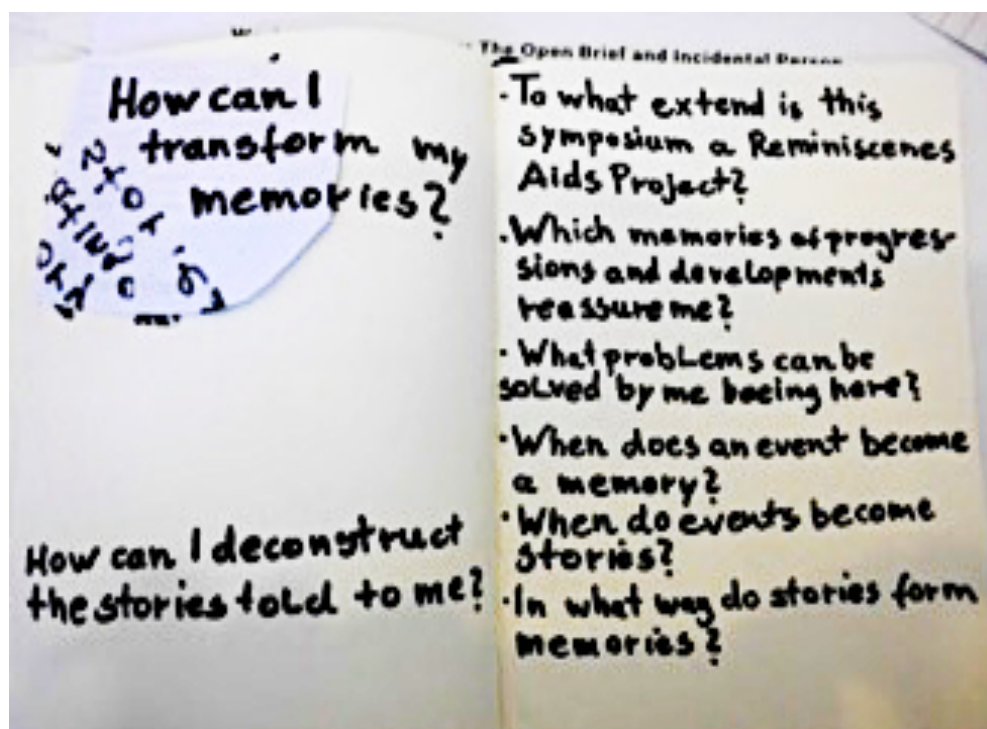 The Open Brief and Incidental Person
How can I
transform my
memories?
How can I deconstruct
the stories told to me?
·To what extend is this
symposium a Reminiscenes
Aids Project?
·Which memories of progres-
sions and developments
reassure me?
·What problems can be
solved by me beeing here?
·When does an event become
a memory?
·When do events become
stories?
·In what way do stories form
memories?